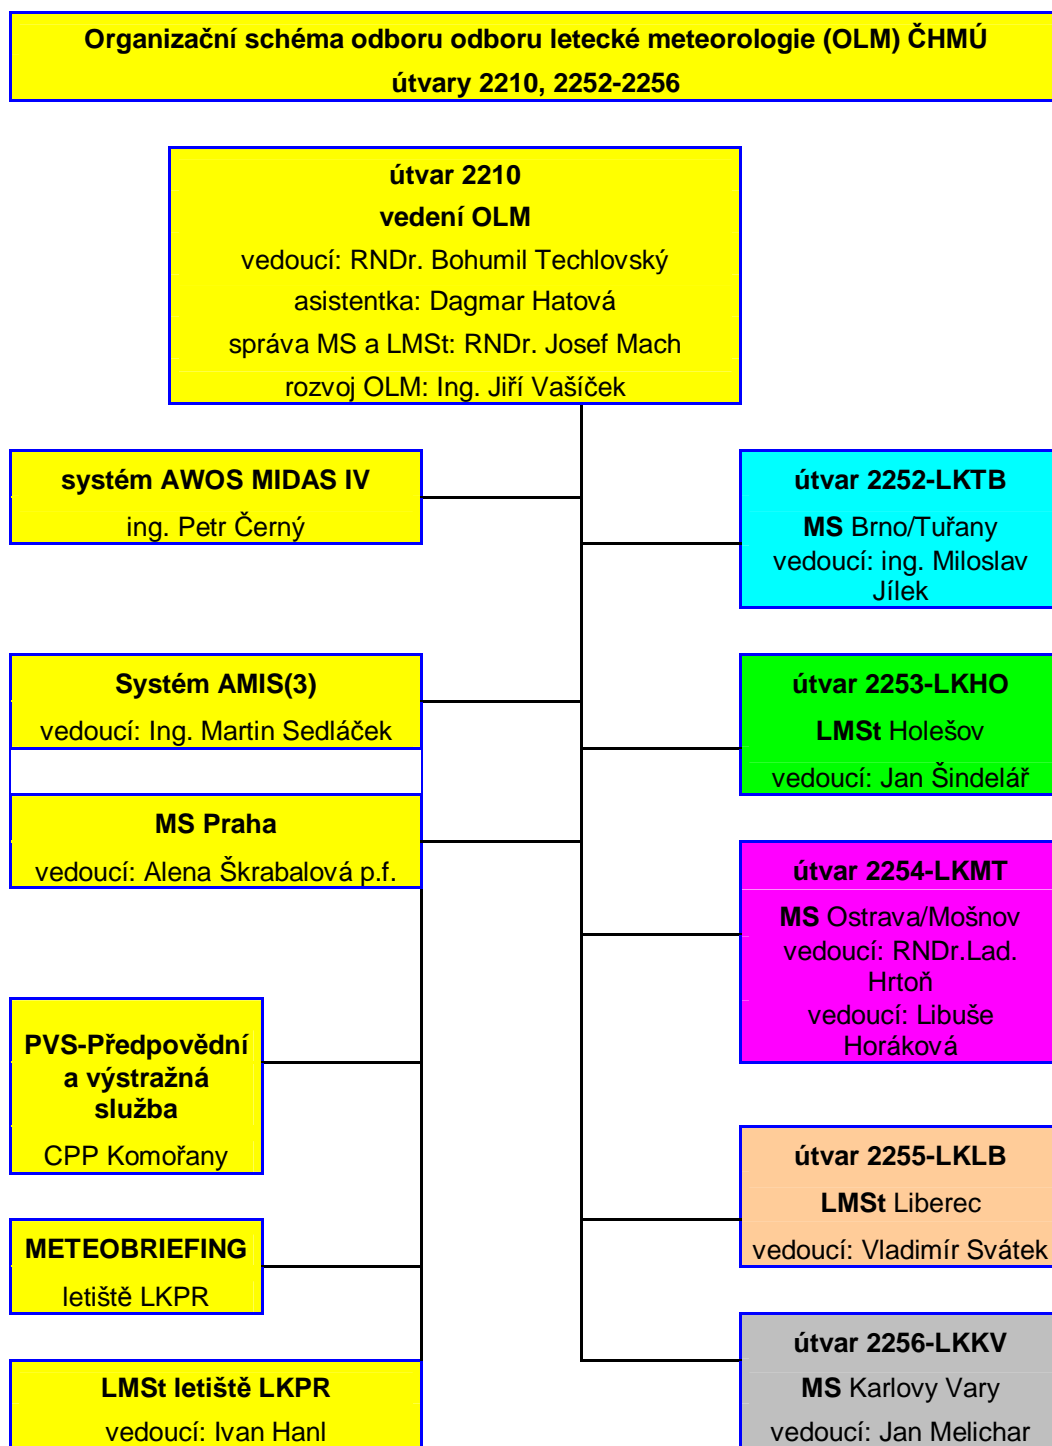 Organizační schéma odboru odboru letecké meteorologie (OLM) ČHMÚ
útvary 2210, 2252-2256
útvar 2210
vedení OLM
vedoucí: RNDr. Bohumil Techlovský
asistentka: Dagmar Hatová
správa MS a LMSt: RNDr. Josef Mach
rozvoj OLM: Ing. Jiří Vašíček
systém AWOS MIDAS IV
ing. Petr Černý
útvar 2252-LKTB
MS Brno/Tuřany
vedoucí: ing. Miloslav
Jílek
Systém AMIS(3)
vedoucí: Ing. Martin Sedláček
útvar 2253-LKHO
LMSt Holešov
vedoucí: Jan Šindelář
MS Praha
vedoucí: Alena Škrabalová p.f.
útvar 2254-LKMT
MS Ostrava/Mošnov
vedoucí: RNDr.Lad.
Hrtoň
vedoucí: Libuše
Horáková
PVS-Předpovědní
a výstražná
služba
CPP Komořany
útvar 2255-LKLB
LMSt Liberec
vedoucí: Vladimír Svátek
METEOBRIEFING
letiště LKPR
útvar 2256-LKKV
MS Karlovy Vary
vedoucí: Jan Melichar
LMSt letiště LKPR
vedoucí: Ivan Hanl